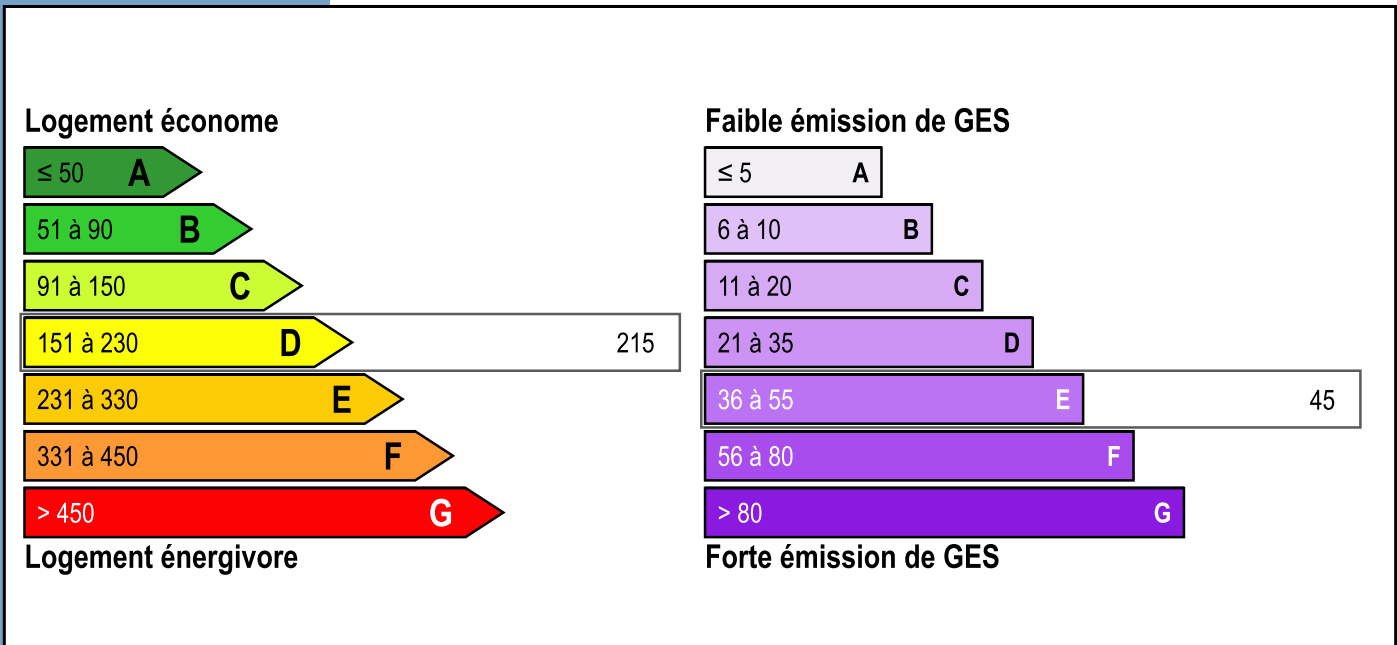 Logement économe
≤ 50 A
51 à 90 B
91 à 150 C
151 à 230 D 215
231 à 330 E
331 à 450 F
> 450 G
Logement énergivore
Faible émission de GES
≤ 5 A
6 à 10 B
11 à 20 C
21 à 35 D
36 à 55 E 45
56 à 80 F
> 80 G
Forte émission de GES